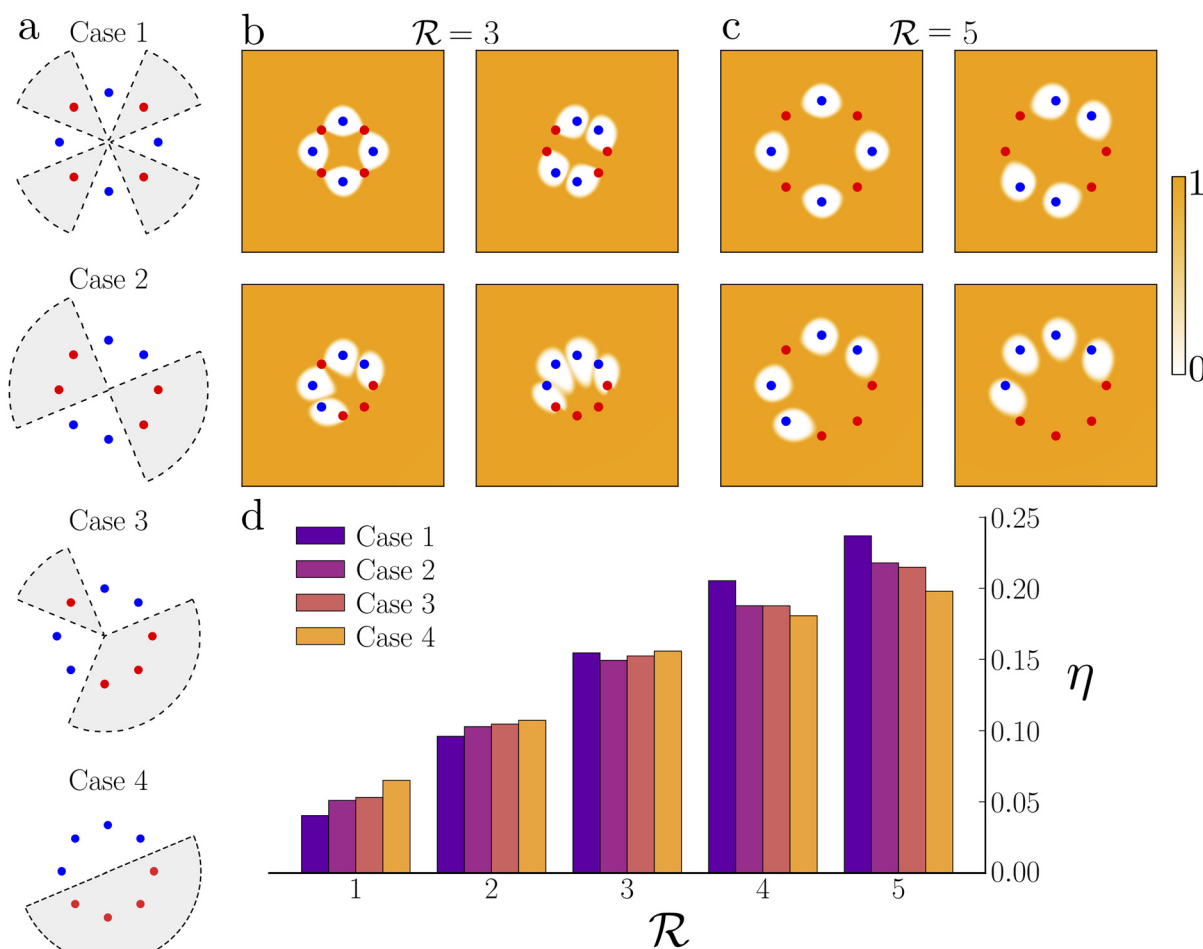 a
Case 1
Case 2
Case 3
Case 4
b
ℛ = 3
c
ℛ = 5
1
0
d
Case 1
Case 2
Case 3
Case 4
0.25
0.20
0.15
0.10
0.05
0.00
η
1 2 3 4 5
ℛ